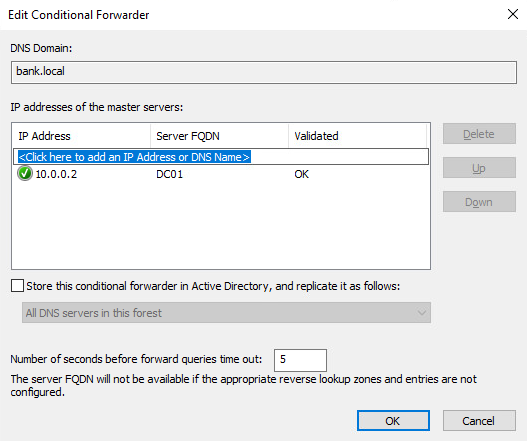 Edit Conditional Forwarder
DNS Domain:
bank.local
IP addresses of the master servers:
IP Address Server FQDN Validated
<Click here to add an IP Address or DNS Name>
10.0.0.2 DC01 OK
Delete
Up
Down
Store this conditional forwarder in Active Directory, and replicate it as follows:
All DNS servers in this forest
Number of seconds before forward queries time out: 5
The server FQDN will not be available if the appropriate reverse lookup zones and entries are not
configured.
OK Cancel